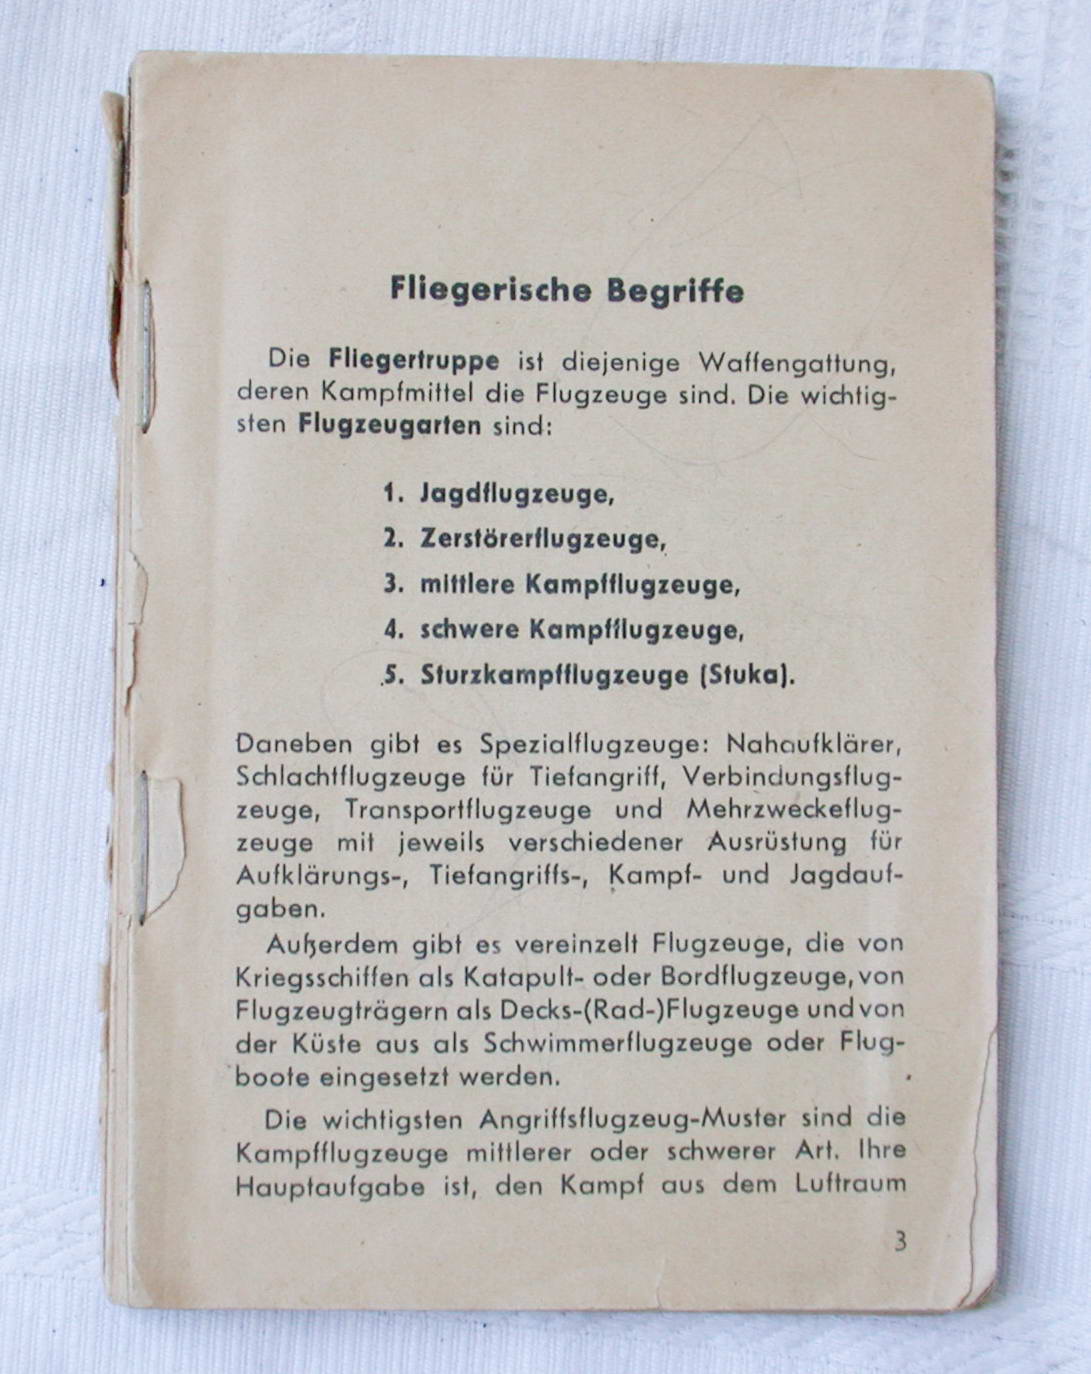 Fliegerische Begriffe
Die Fliegertruppe ist diejenige Waffengattung,
deren Kampfmittel die Flugzeuge sind. Die wichtig-
sten Flugzeugarten sind:
1. Jagdflugzeuge,
2. Zerstörerflugzeuge,
3. mittlere Kampfflugzeuge,
4. schwere Kampfflugzeuge,
5. Sturzkampfflugzeuge (Stuka).
Daneben gibt es Spezialflugzeuge: Nahaufklärer,
Schlachtflugzeuge für Tiefangriff, Verbindungsflug-
zeuge, Transportflugzeuge und Mehrzweckeflug-
zeuge mit jeweils verschiedener Ausrüstung für
Aufklärungs-, Tiefangriffs-, Kampf- und Jagdauf-
gaben.
Außerdem gibt es vereinzelt Flugzeuge, die von
Kriegsschiffen als Katapult- oder Bordflugzeuge, von
Flugzeugträgern als Decks-(Rad-)Flugzeuge und von
der Küste aus als Schwimmerflugzeuge oder Flug-
boote eingesetzt werden.
Die wichtigsten Angriffsflugzeug-Muster sind die
Kampfflugzeuge mittlerer oder schwerer Art. Ihre
Hauptaufgabe ist, den Kampf aus dem Luftraum
3